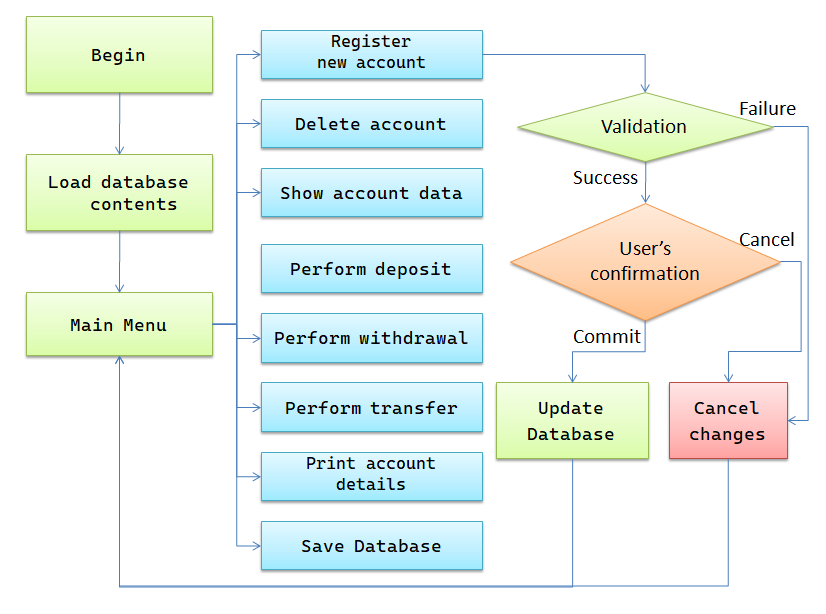 Begin
Load database
contents
Main Menu
Register
new account
Delete account
Show account data
Perform deposit
Perform withdrawal
Perform transfer
Print account
details
Save Database
Validation
Failure
Success
User’s
confirmation
Cancel
Commit
Update
Database
Cancel
changes